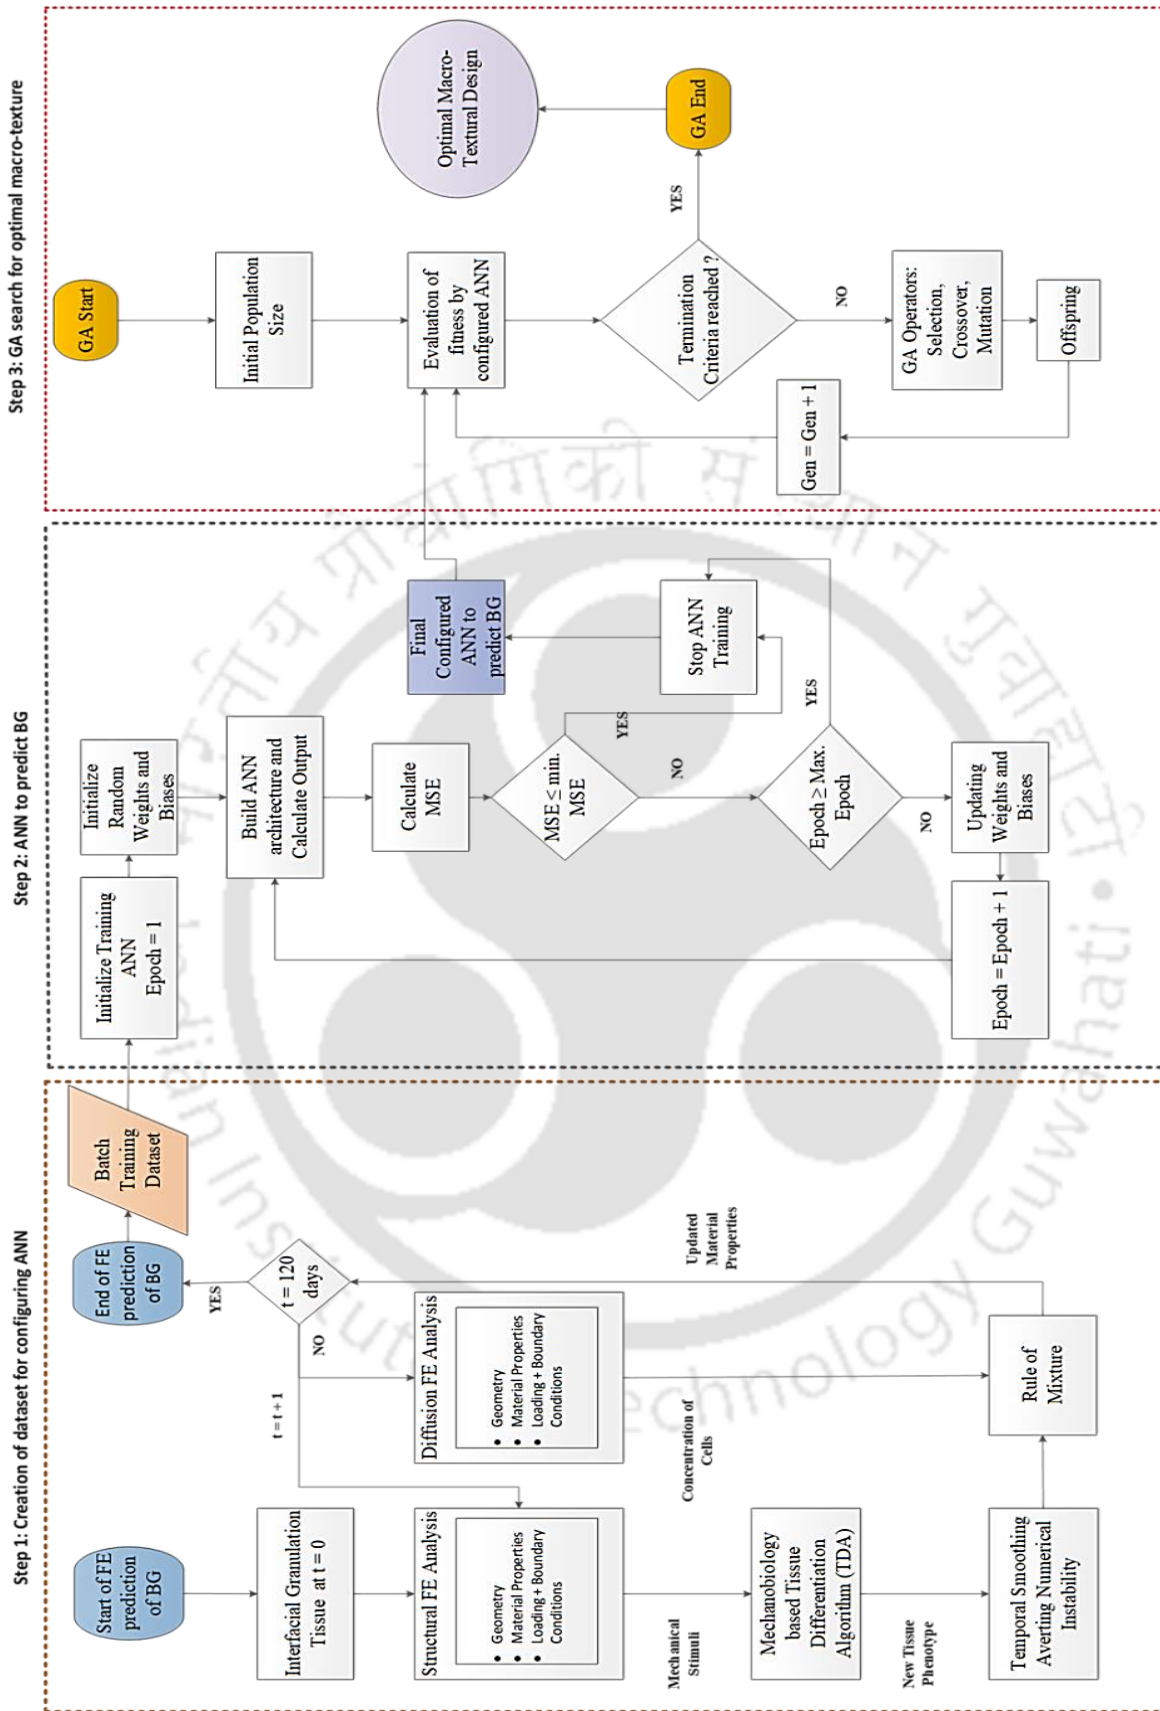 Step 1: Creation of dataset for configuring ANN
Start of FE
prediction
of BG
Interfacial Granulation
Tissue at t = 0
Structural FE Analysis
• Geometry
• Material Properties
• Loading + Boundary
Conditions
Mechanical
Stimuli
Mechanobiology
based Tissue
Differentiation
Algorithm (TDA)
New Tissue
Phenotype
Temporal Smoothing
Averting Numerical
Instability
End of FE
prediction
of BG
YES
t = 120
days
NO
t = t + 1
Diffusion FE Analysis
• Geometry
• Material Properties
• Loading + Boundary
Conditions
Concentration of
Cells
Updated
Material
Properties
Rule of
Mixture
Batch
Training
Dataset
Step 2: ANN to predict BG
Initialize Training
ANN
Epoch = 1
Initialize
Random
Weights and
Biases
Build ANN
architecture and
Calculate Output
Calculate
MSE
MSE ≤ min.
MSE
YES
NO
Epoch ≥ Max.
Epoch
YES
NO
Updating
Weights and
Biases
Epoch = Epoch + 1
Stop ANN
Training
Final
Configured
ANN to
predict BG
Step 3: GA search for optimal macro-texture
GA Start
Initial Population
Size
Evaluation of
fitness by
configured ANN
Termination
Criteria reached ?
YES
NO
GA Operators:
Selection,
Crossover,
Mutation
Offspring
Gen = Gen + 1
GA End
Optimal Macro-
Textural Design
भारतीय प्रौद्योगिकी संस्थान गुवाहाटी
Indian Institute of Technology Guwahati